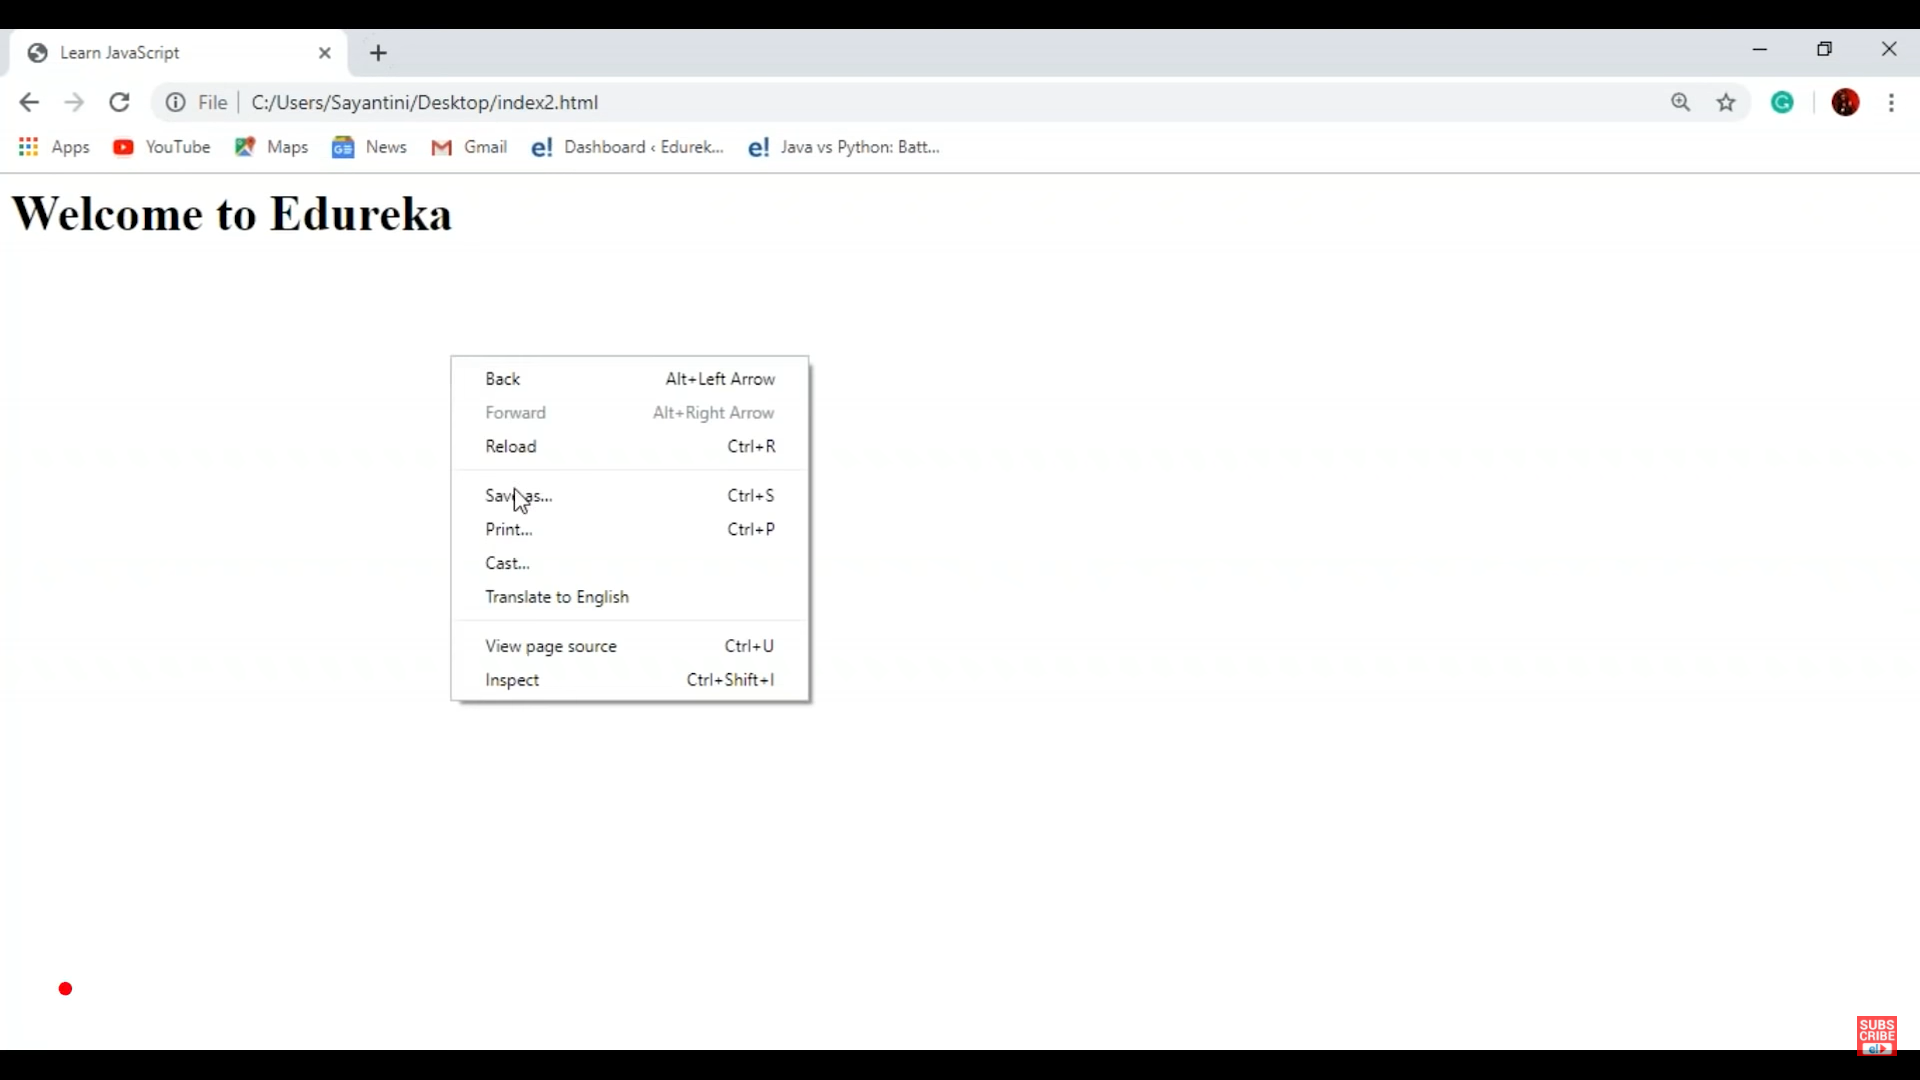 Learn JavaScript
File C:/Users/Sayantini/Desktop/index2.html
Apps YouTube Maps News Gmail Dashboard ‹ Edurek... Java vs Python: Batt...
Welcome to Edureka
Back Alt+Left Arrow
Forward Alt+Right Arrow
Reload Ctrl+R
Save as... Ctrl+S
Print... Ctrl+P
Cast...
Translate to English
View page source Ctrl+U
Inspect Ctrl+Shift+I
SUBS
CRIBE
e!